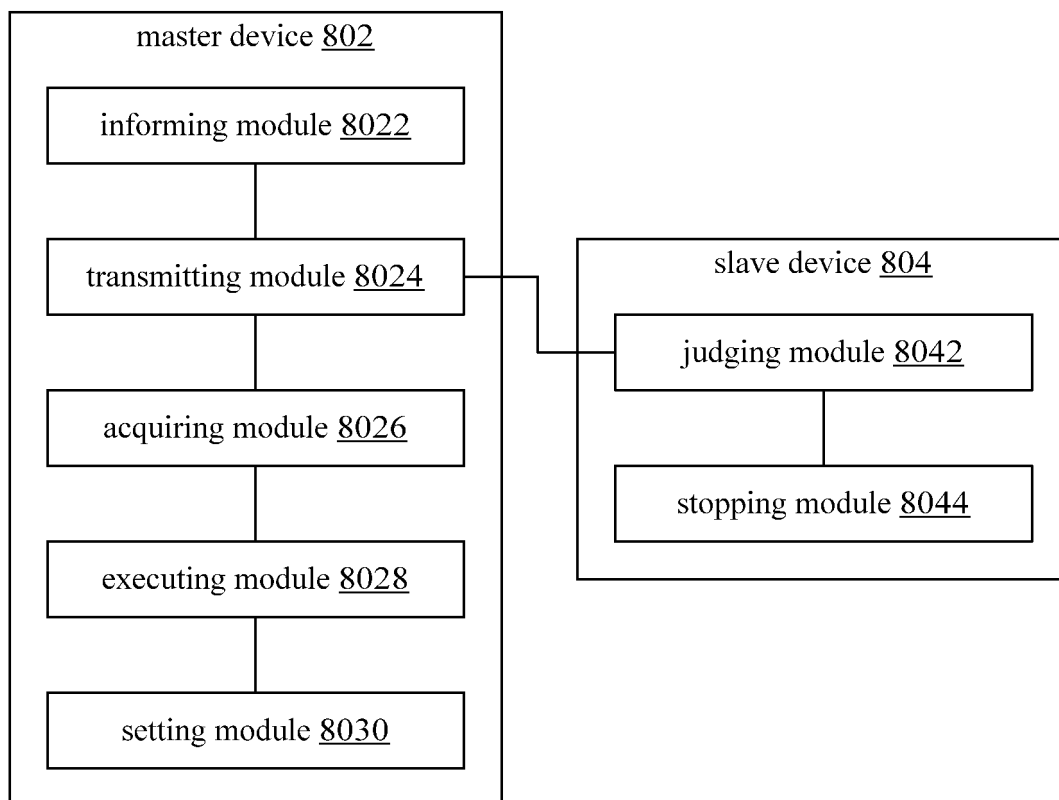 master device 802
informing module 8022
transmitting module 8024
acquiring module 8026
executing module 8028
setting module 8030
slave device 804
judging module 8042
stopping module 8044